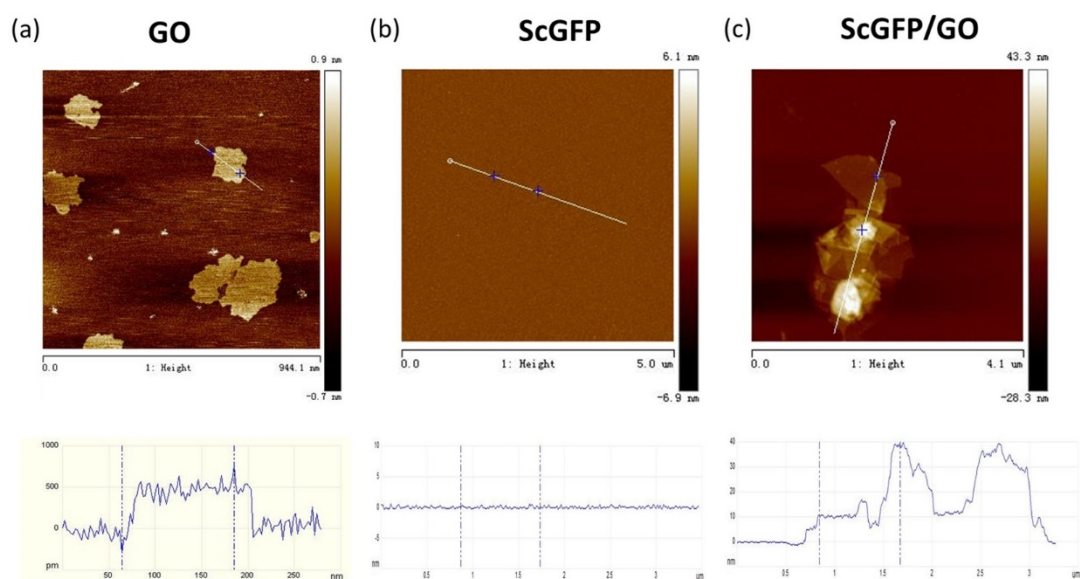 (a) GO
(b) ScGFP
(c) ScGFP/GO
0.9 nm
6.1 nm
43.3 nm
0.0 1: Height 944.1 nm
-0.7 nm
0.0 1: Height 5.0 um
-6.9 nm
0.0 1: Height 4.1 um
-28.3 nm
1000
500
0
pm
50 100 150 200 250 nm
10
5
0
-5
nm
0.5 1 1.5 2 2.5 3 um
40
30
20
10
0
nm
0.5 1 1.5 2 2.5 3 um